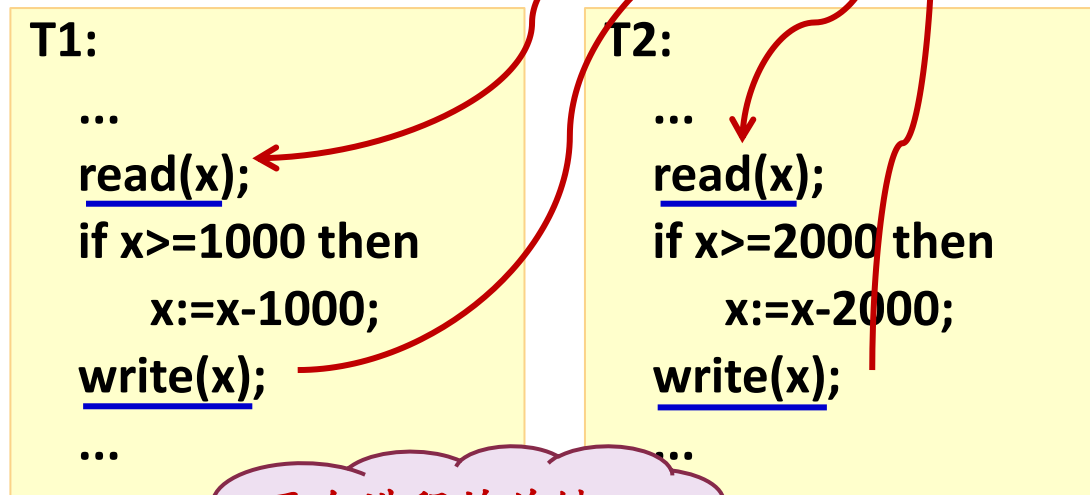 T1:
...
read(x);
if x>=1000 then
x:=x-1000;
write(x);
...
T2:
...
read(x);
if x>=2000 then
x:=x-2000;
write(x);
...